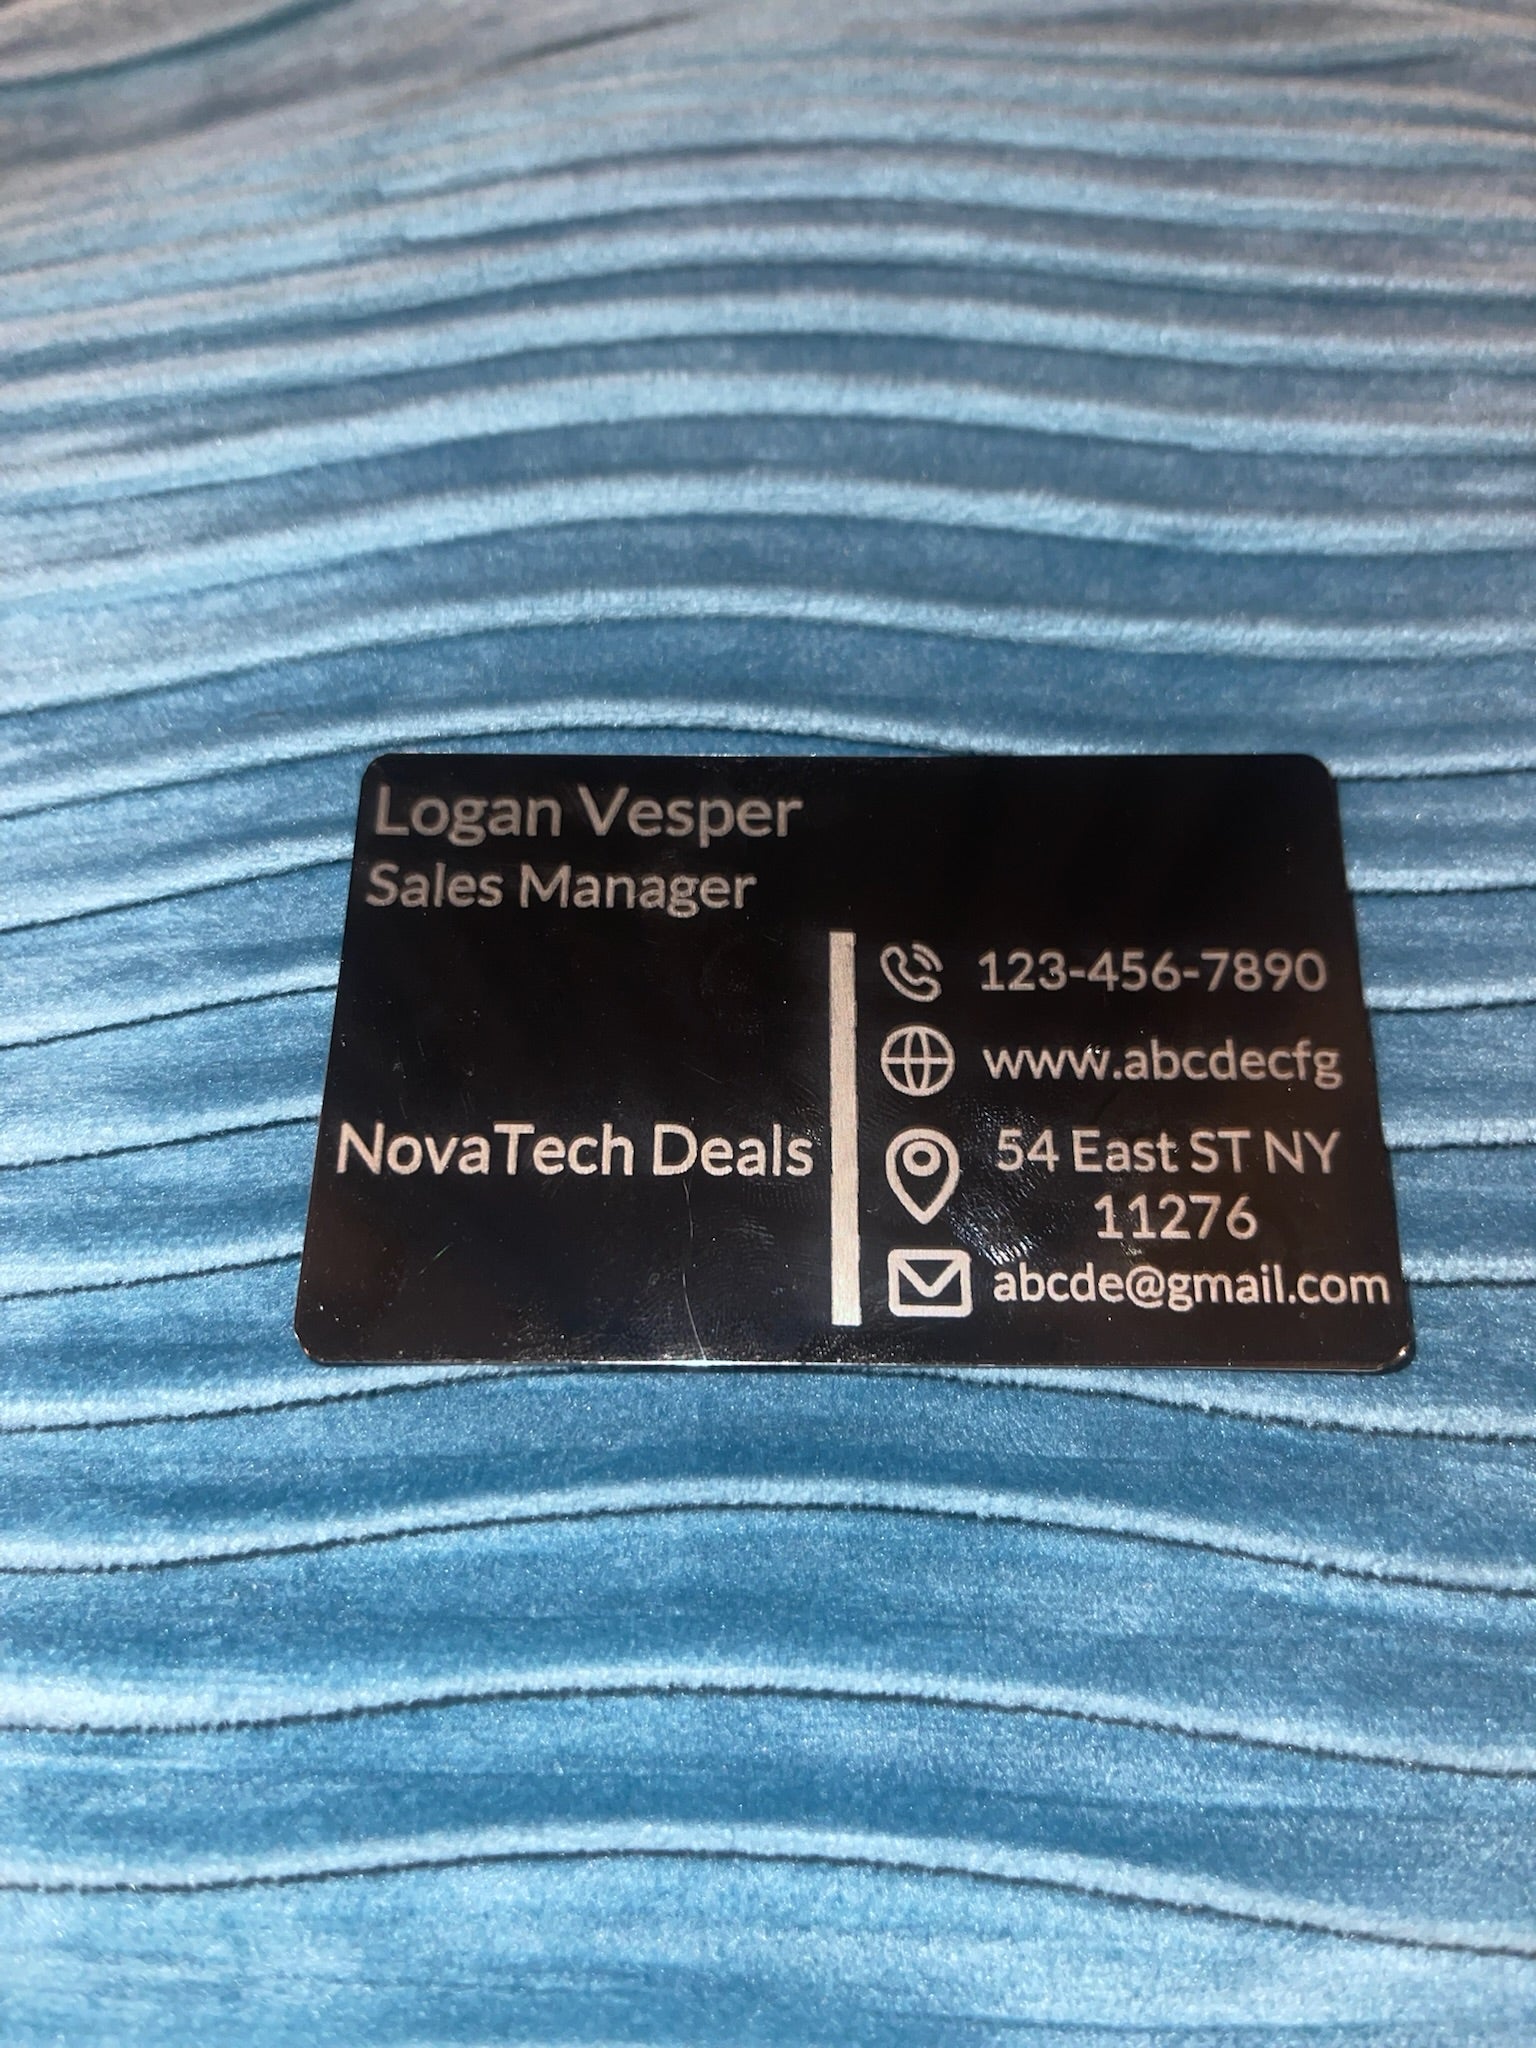 Logan Vesper
Sales Manager
NovaTech Deals
123-456-7890
www.abcdecfg
54 East ST NY
11276
abcde@gmail.com